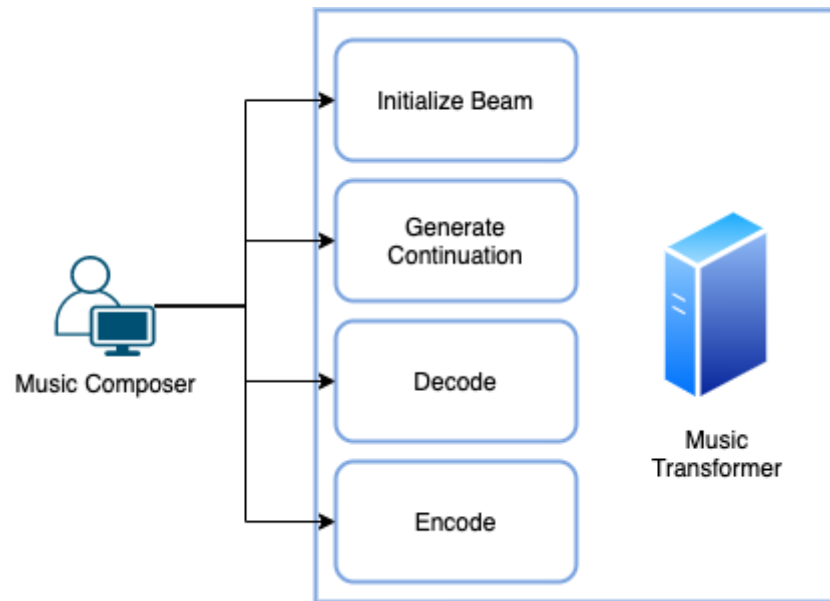 Initialize Beam
Generate
Continuation
Music Composer
Decode
Music
Transformer
Encode